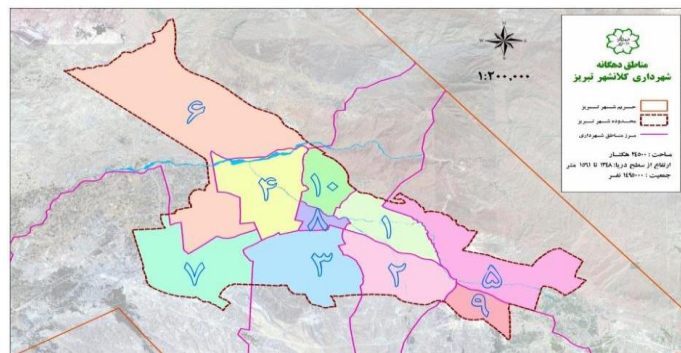 مناطق دهگانه
شهرداری کلانشهر تبریز
۱:۲۰۰,۰۰۰
حریم شهر تبریز
محدوده شهر تبریز
مرز مناطق شهرداری
مساحت : ۲۴۵۰۰ هکتار
ارتفاع از سطح دریا: ۱۳۴۸ تا ۱۵۶۱ متر
جمعیت : ۱۴۹۵۰۰۰ نفر
۶
۴
۱۰
۸
۱
۷
۳
۲
۵
۹